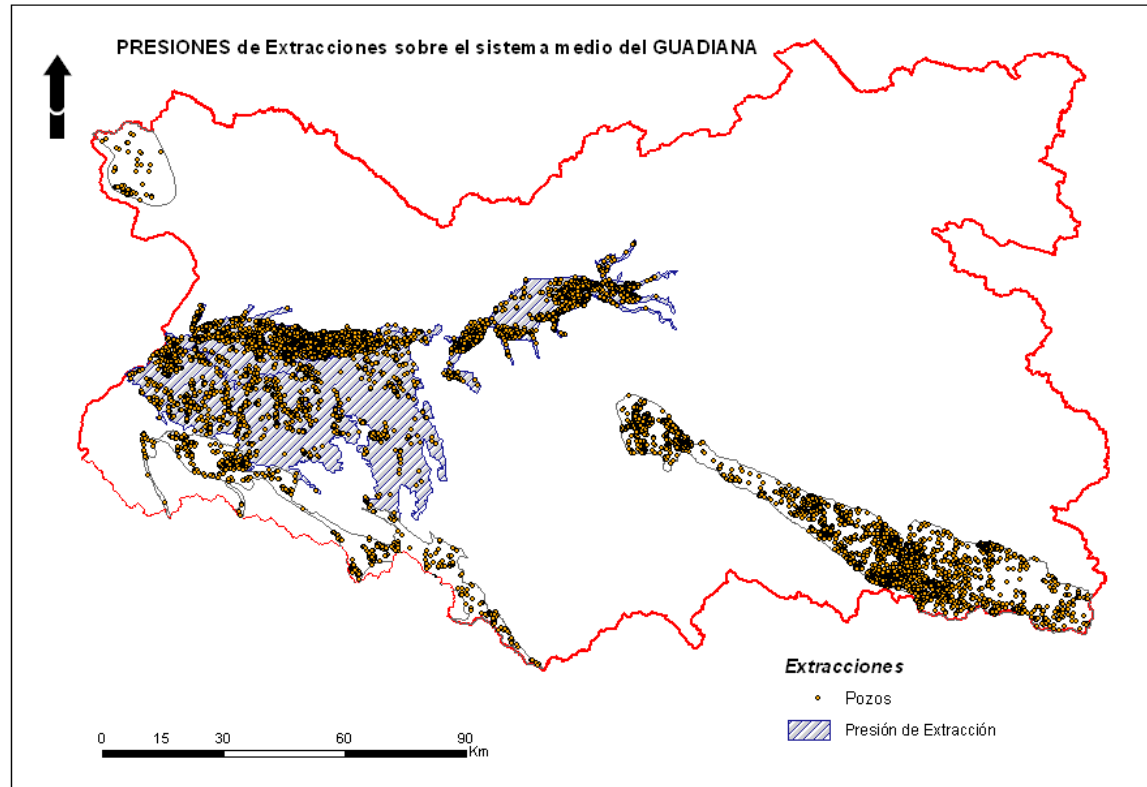 PRESIONES de Extracciones sobre el sistema medio del GUADIANA
Extracciones
Pozos
Presión de Extracción
0 15 30 60 90
Km